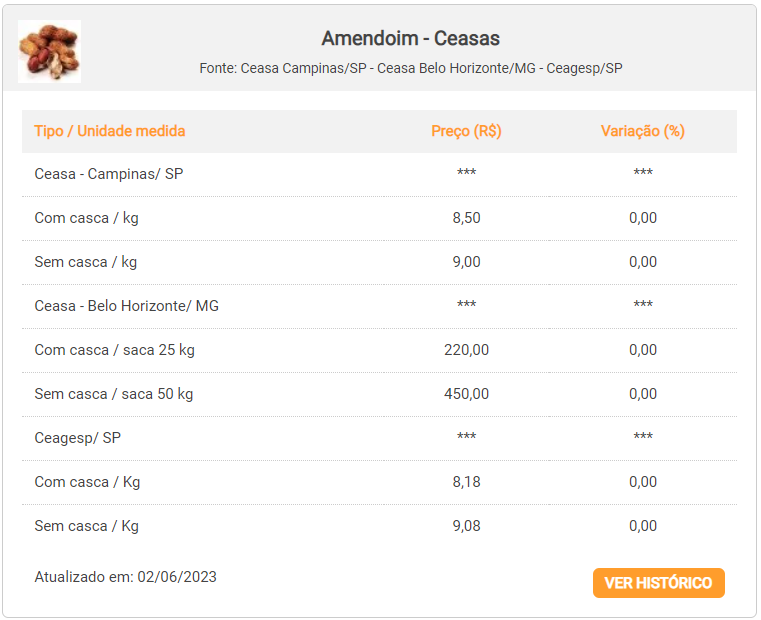 Amendoim - Ceasas
Fonte: Ceasa Campinas/SP - Ceasa Belo Horizonte/MG - Ceagesp/SP
Tipo / Unidade medida Preço (R$) Variação (%)
Ceasa - Campinas/ SP *** ***
Com casca / kg 8,50 0,00
Sem casca / kg 9,00 0,00
Ceasa - Belo Horizonte/ MG *** ***
Com casca / saca 25 kg 220,00 0,00
Sem casca / saca 50 kg 450,00 0,00
Ceagesp/ SP *** ***
Com casca / Kg 8,18 0,00
Sem casca / Kg 9,08 0,00
Atualizado em: 02/06/2023
VER HISTÓRICO